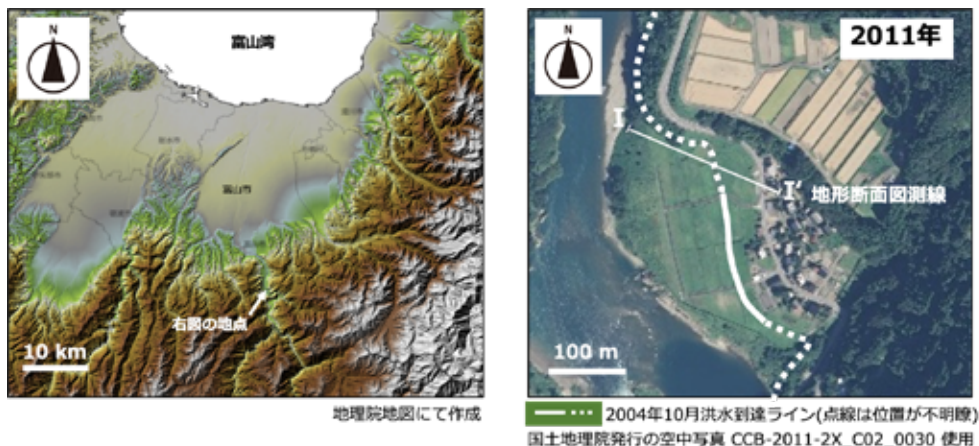 N
富山湾
富山市
右図の地点
10 km
地理院地図にて作成
N
2011年
I
I' 地形断面図測線
100 m
2004年10月洪水到達ライン(点線は位置が不明瞭)
国土地理院発行の空中写真 CCB-2011-2X_C02_0030 使用